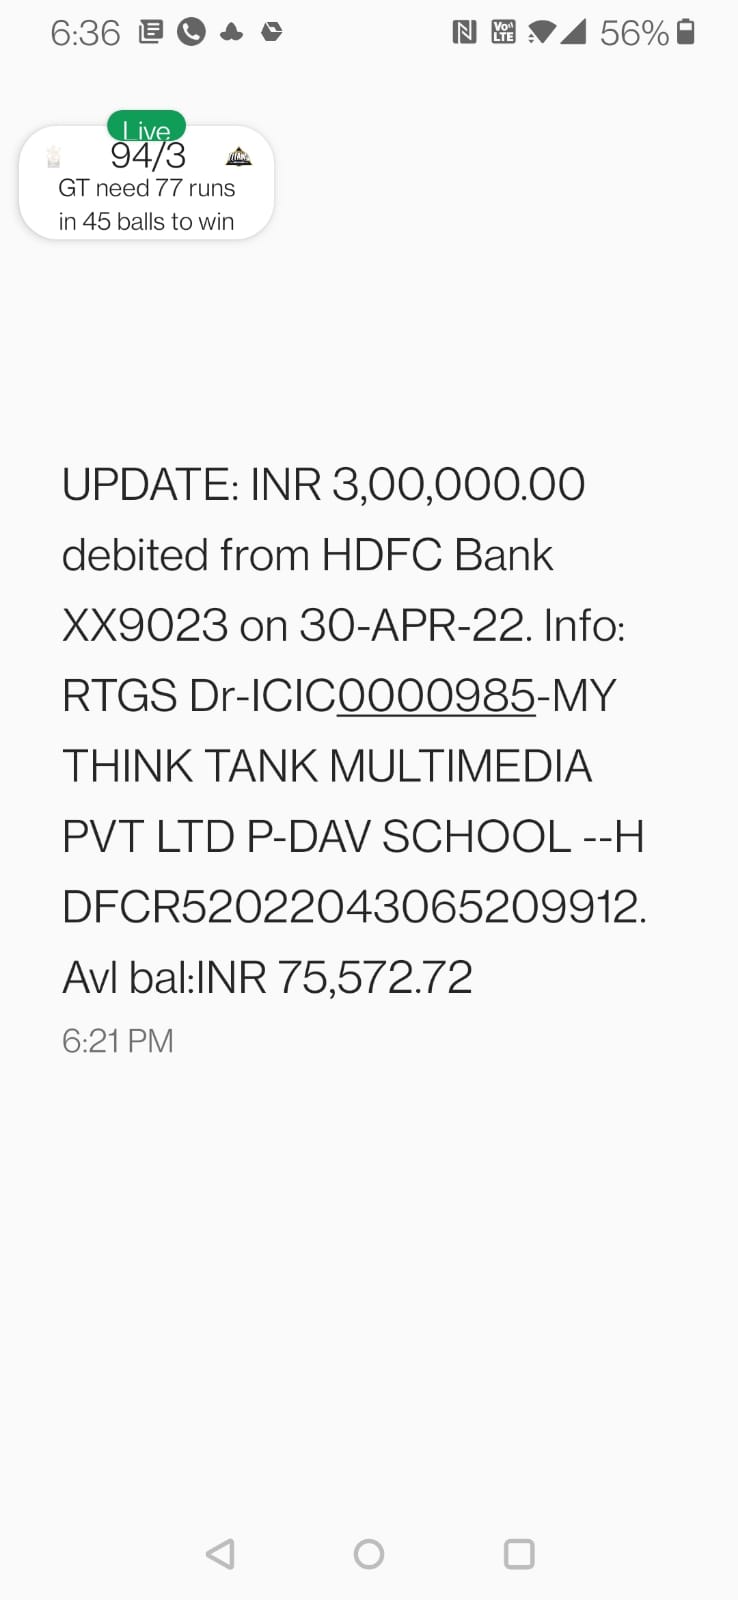 6:36
VoLTE 56%
Live
94/3
GT need 77 runs
in 45 balls to win
UPDATE: INR 3,00,000.00
debited from HDFC Bank
XX9023 on 30-APR-22. Info:
RTGS Dr-ICIC0000985-MY
THINK TANK MULTIMEDIA
PVT LTD P-DAV SCHOOL --H
DFCR52022043065209912.
Avl bal:INR 75,572.72
6:21 PM